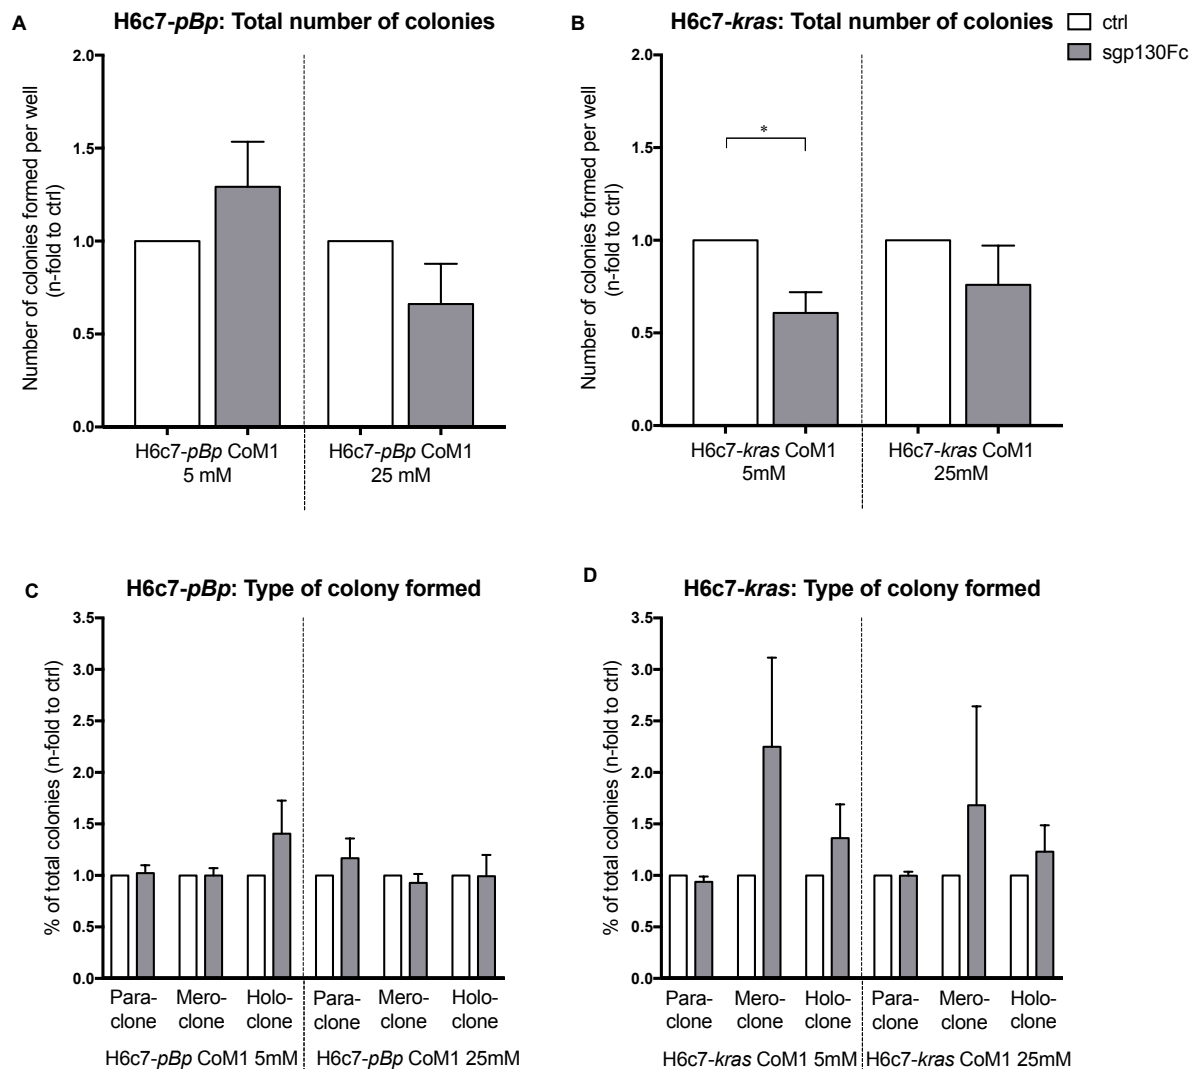 A
H6c7-pBp: Total number of colonies
Number of colonies formed per well
(n-fold to ctrl)
2.0
1.5
1.0
0.5
0.0
H6c7-pBp CoM1
5 mM
H6c7-pBp CoM1
25 mM
B
H6c7-kras: Total number of colonies
ctrl
sgp130Fc
Number of colonies formed per well
(n-fold to ctrl)
2.0
1.5
1.0
0.5
0.0
*
H6c7-kras CoM1
5mM
H6c7-kras CoM1
25mM
C
H6c7-pBp: Type of colony formed
% of total colonies (n-fold to ctrl)
3.5
3.0
2.5
2.0
1.5
1.0
0.5
0.0
Para-
clone
Mero-
clone
Holo-
clone
Para-
clone
Mero-
clone
Holo-
clone
H6c7-pBp CoM1 5mM
H6c7-pBp CoM1 25mM
D
H6c7-kras: Type of colony formed
% of total colonies (n-fold to ctrl)
3.5
3.0
2.5
2.0
1.5
1.0
0.5
0.0
Para-
clone
Mero-
clone
Holo-
clone
Para-
clone
Mero-
clone
Holo-
clone
H6c7-kras CoM1 5mM
H6c7-kras CoM1 25mM